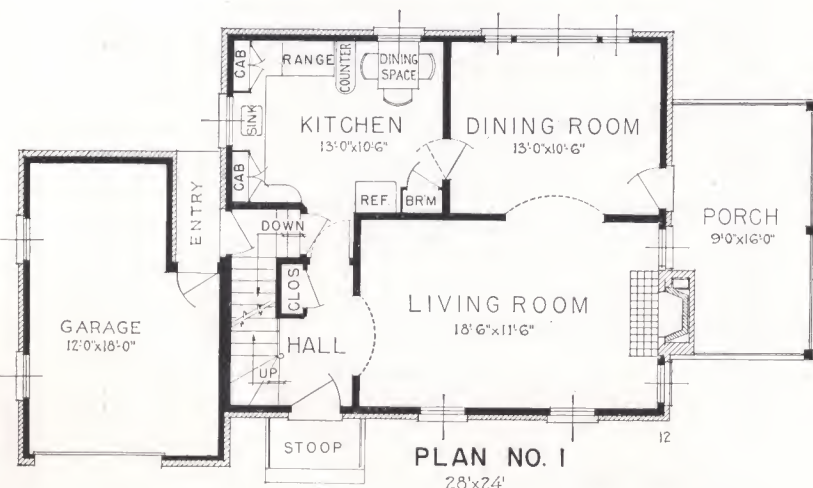 CAB
RANGE
COUNTER
DINING
SPACE
SINK
KITCHEN
13'-0"x10'-6"
DINING ROOM
13'-0"x10'-6"
CAB
REF.
BR'M
ENTRY
DOWN
PORCH
9'-0"x16'-0"
CLOS
LIVING ROOM
18'-6"x11'-6"
GARAGE
12'-0"x18'-0"
HALL
UP
STOOP
PLAN NO. 1
28'x24'
12